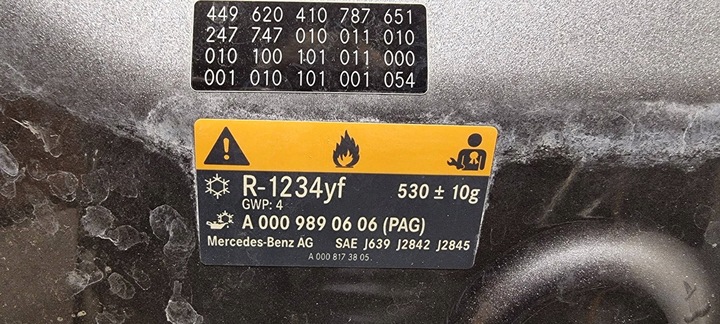 449 620 410 787 651
247 747 010 011 010
010 100 101 011 000
001 010 101 001 054
R-1234yf 530 ± 10g
GWP: 4
A 000 989 06 06 (PAG)
Mercedes-Benz AG SAE J639 J2842 J2845
A 000 817 38 05